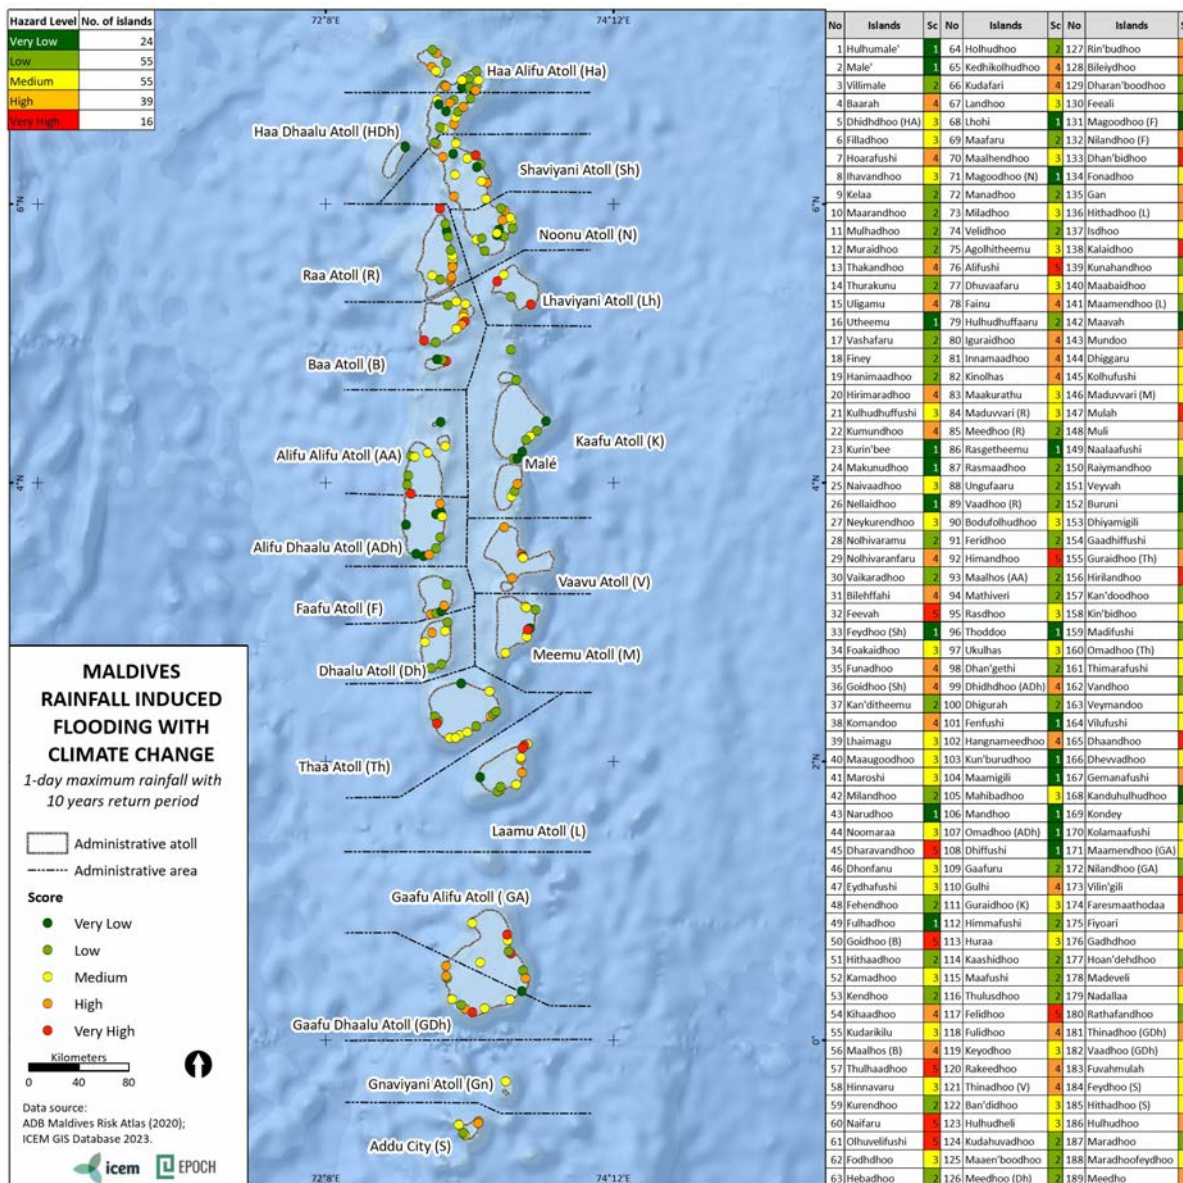 Hazard Level No. of islands
Very Low 24
Low 55
Medium 55
High 39
Very High 16
72°8'E 74°12'E
Haa Alifu Atoll (Ha)
Haa Dhaalu Atoll (HDh)
Shaviyani Atoll (Sh)
6°N 6°N
Noonu Atoll (N)
Raa Atoll (R)
Lhaviyani Atoll (Lh)
Baa Atoll (B)
Kaafu Atoll (K)
Alifu Alifu Atoll (AA)
Malé
4°N 4°N
Alifu Dhaalu Atoll (ADh)
Vaavu Atoll (V)
Faafu Atoll (F)
Meemu Atoll (M)
Dhaalu Atoll (Dh)
Thaa Atoll (Th)
2°N 2°N
Laamu Atoll (L)
Gaafu Alifu Atoll ( GA)
Gaafu Dhaalu Atoll (GDh)
0° 0°
Gnaviyani Atoll (Gn)
Addu City (S)
72°8'E 74°12'E
MALDIVES
RAINFALL INDUCED
FLOODING WITH
CLIMATE CHANGE
1-day maximum rainfall with
10 years return period
Administrative atoll
Administrative area
Score
Very Low
Low
Medium
High
Very High
Kilometers
0 40 80
Data source:
ADB Maldives Risk Atlas (2020);
ICEM GIS Database 2023.
icem EPOCH
No Islands Sc No Islands Sc No Islands
1 Hulhumale' 1 64 Holhudhoo 2 127 Rin'budhoo
2 Male' 1 65 Kedhikolhudhoo 4 128 Bileiydhoo
3 Villimale 2 66 Kudafari 4 129 Dharan'boodhoo
4 Baarah 4 67 Landhoo 3 130 Feeali
5 Dhidhdhoo (HA) 3 68 Lhohi 1 131 Magoodhoo (F)
6 Filladhoo 3 69 Maafaru 2 132 Nilandhoo (F)
7 Hoarafushi 4 70 Maalhendhoo 3 133 Dhan'bidhoo
8 Ihavandhoo 3 71 Magoodhoo (N) 1 134 Fonadhoo
9 Kelaa 2 72 Manadhoo 2 135 Gan
10 Maarandhoo 2 73 Miladhoo 3 136 Hithadhoo (L)
11 Mulhadhoo 2 74 Velidhoo 2 137 Isdhoo
12 Muraidhoo 2 75 Agolhitheemu 3 138 Kalaidhoo
13 Thakandhoo 4 76 Alifushi 5 139 Kunahandhoo
14 Thurakunu 2 77 Dhuvaafaru 3 140 Maabaidhoo
15 Uligamu 4 78 Fainu 4 141 Maamendhoo (L)
16 Utheemu 1 79 Hulhudhuffaaru 2 142 Maavah
17 Vashafaru 2 80 Iguraidhoo 4 143 Mundoo
18 Finey 2 81 Innamaadhoo 4 144 Dhiggaru
19 Hanimaadhoo 2 82 Kinolhas 4 145 Kolhufushi
20 Hirimaradhoo 4 83 Maakurathu 3 146 Maduvvari (M)
21 Kulhudhuffushi 3 84 Maduvvari (R) 3 147 Mulah
22 Kumundhoo 4 85 Meedhoo (R) 2 148 Muli
23 Kurin'bee 1 86 Rasgetheemu 1 149 Naalaafushi
24 Makunudhoo 1 87 Rasmaadhoo 2 150 Raiymandhoo
25 Naivaadhoo 3 88 Ungufaaru 2 151 Veyvah
26 Nellaidhoo 1 89 Vaadhoo (R) 2 152 Buruni
27 Neykurendhoo 3 90 Bodufolhudhoo 3 153 Dhiyamigili
28 Nolhivaramu 2 91 Feridhoo 2 154 Gaadhiffushi
29 Nolhivaranfaru 4 92 Himandhoo 5 155 Guraidhoo (Th)
30 Vaikaradhoo 2 93 Maalhos (AA) 2 156 Hirilandhoo
31 Bilehffahi 4 94 Mathiveri 2 157 Kan'doodhoo
32 Feevah 5 95 Rasdhoo 3 158 Kin'bidhoo
33 Feydhoo (Sh) 1 96 Thoddoo 1 159 Madifushi
34 Foakaidhoo 3 97 Ukulhas 3 160 Omadhoo (Th)
35 Funadhoo 4 98 Dhan'gethi 2 161 Thimarafushi
36 Goidhoo (Sh) 4 99 Dhidhdhoo (ADh) 4 162 Vandhoo
37 Kan'ditheemu 2 100 Dhigurah 2 163 Veymandoo
38 Komandoo 4 101 Fenfushi 1 164 Vilufushi
39 Lhaimagu 3 102 Hangnameedhoo 4 165 Dhaandhoo
40 Maaugoodhoo 3 103 Kun'burudhoo 1 166 Dhevvadhoo
41 Maroshi 3 104 Maamigili 1 167 Gemanafushi
42 Milandhoo 2 105 Mahibadhoo 3 168 Kanduhulhudhoo
43 Narudhoo 1 106 Mandhoo 1 169 Kondey
44 Noomaraa 3 107 Omadhoo (ADh) 1 170 Kolamaafushi
45 Dharavandhoo 5 108 Dhiffushi 1 171 Maamendhoo (GA)
46 Dhonfanu 3 109 Gaafuru 2 172 Nilandhoo (GA)
47 Eydhafushi 3 110 Gulhi 4 173 Vilin'gili
48 Fehendhoo 2 111 Guraidhoo (K) 3 174 Faresmaathodaa
49 Fulhadhoo 1 112 Himmafushi 2 175 Fiyoari
50 Goidhoo (B) 5 113 Huraa 3 176 Gadhdhoo
51 Hithaadhoo 2 114 Kaashidhoo 2 177 Hoan'dehdhoo
52 Kamadhoo 3 115 Maafushi 2 178 Madeveli
53 Kendhoo 2 116 Thulusdhoo 2 179 Nadallaa
54 Kihaadhoo 4 117 Felidhoo 5 180 Rathafandhoo
55 Kudarikilu 3 118 Fulidhoo 4 181 Thinadhoo (GDh)
56 Maalhos (B) 4 119 Keyodhoo 3 182 Vaadhoo (GDh)
57 Thulhaadhoo 5 120 Rakeedhoo 4 183 Fuvahmulah
58 Hinnavaru 3 121 Thinadhoo (V) 4 184 Feydhoo (S)
59 Kurendhoo 2 122 Ban'didhoo 3 185 Hithadhoo (S)
60 Naifaru 5 123 Hulhudheli 3 186 Hulhudhoo
61 Olhuvelifushi 5 124 Kudahuvadhoo 2 187 Maradhoo
62 Fodhdhoo 3 125 Maaen'boodhoo 2 188 Maradhoofeydhoo
63 Hebadhoo 2 126 Meedhoo (Dh) 2 189 Meedho